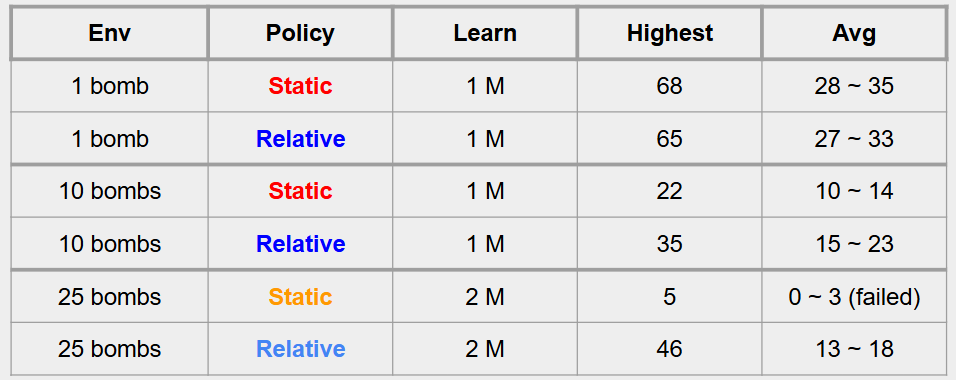 Env Policy Learn Highest Avg
1 bomb Static 1 M 68 28 ~ 35
1 bomb Relative 1 M 65 27 ~ 33
10 bombs Static 1 M 22 10 ~ 14
10 bombs Relative 1 M 35 15 ~ 23
25 bombs Static 2 M 5 0 ~ 3 (failed)
25 bombs Relative 2 M 46 13 ~ 18